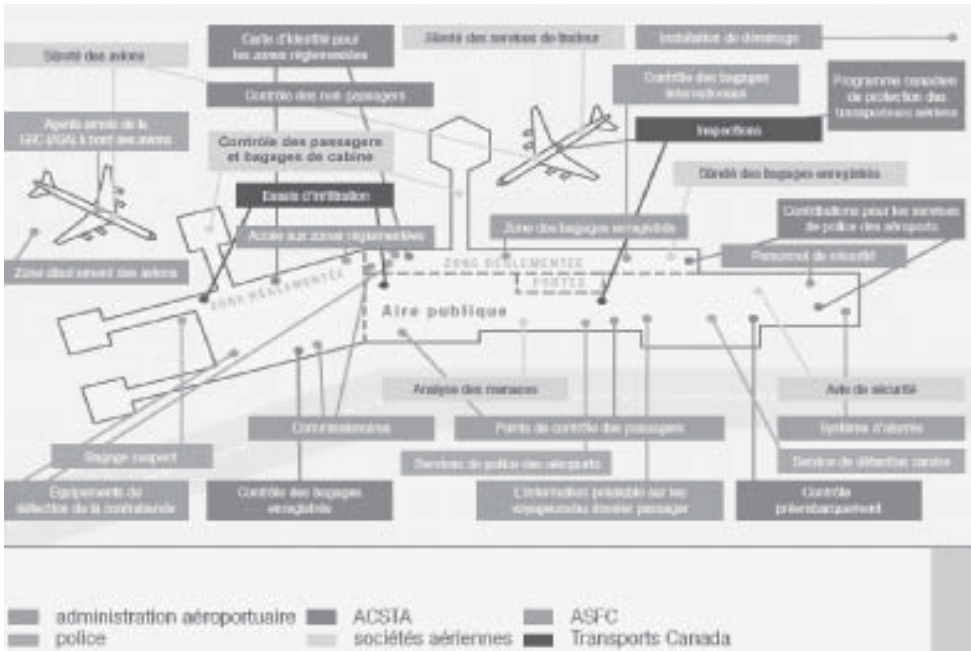 Sûreté des avions
Carte d'identité pour
les zones réglementées
Sûreté des services de traiteur
Installation de déminage
Contrôle des non passagers
Contrôle des bagages
internationaux
Programme canadien
de protection des
transporteurs aériens
Agents armés de la
GRC (AGA) à bord des avions
Contrôle des passagers
et bagages de cabine
Inspections
Sûreté des bagages enregistrés
Essais d'infiltration
Accès aux zones réglementées
Zone des bagages enregistrés
Contributions pour les services
de police des aéroports
Personnel de sécurité
Zone d'isolement des avions
ZONE RÉGLEMENTÉE
ZONE RÉGLEMENTÉE
PORTES
Aire publique
Analyse des menaces
Avis de sécurité
Commissionnaires
Points de contrôle des passagers
Système d'alarme
Bagage suspect
Services de police des aéroports
Service de détection canine
Équipements de
détection de la contrebande
Contrôle des bagages
enregistrés
L'information préalable sur les
voyageurs/ou dossier passager
Contrôle
préembarquement
administration aéroportuaire
ACSTA
ASFC
police
sociétés aériennes
Transports Canada